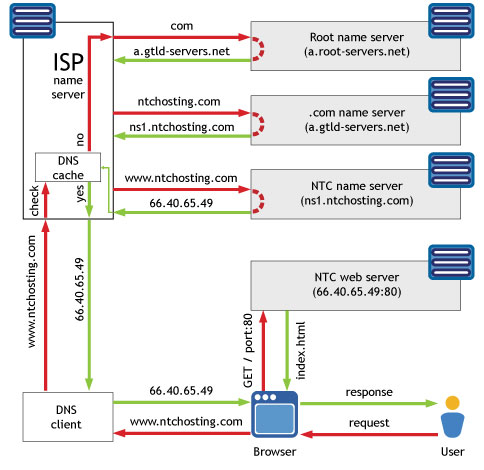 com
Root name server
(a.root-servers.net)
a.gtld-servers.net
ISP
name
server
ntchosting.com
.com name server
(a.gtld-servers.net)
ns1.ntchosting.com
no
DNS
cache
www.ntchosting.com
NTC name server
(ns1.ntchosting.com)
66.40.65.49
check
yes
www.ntchosting.com
66.40.65.49
NTC web server
(66.40.65.49:80)
GET / port:80
index.html
DNS
client
66.40.65.49
www.ntchosting.com
response
request
Browser
User